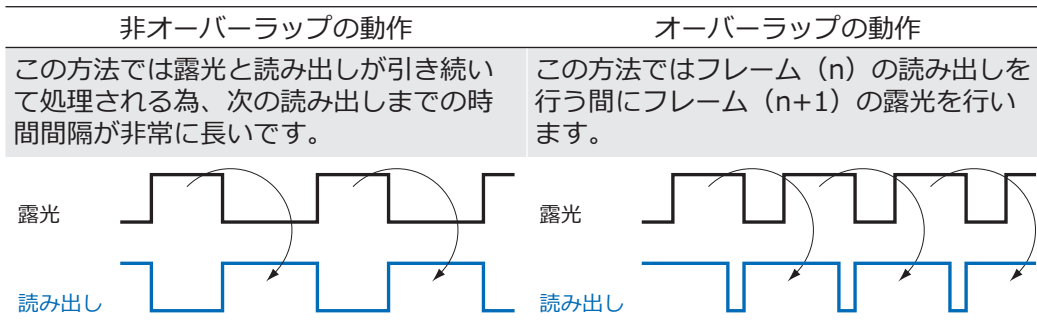 非オーバーラップの動作
オーバーラップの動作
この方法では露光と読み出しが引き続い
て処理される為、次の読み出しまでの時
間間隔が非常に長いです。
この方法ではフレーム（n）の読み出しを
行う間にフレーム（n+1）の露光を行い
ます。
露光
読み出し
露光
読み出し